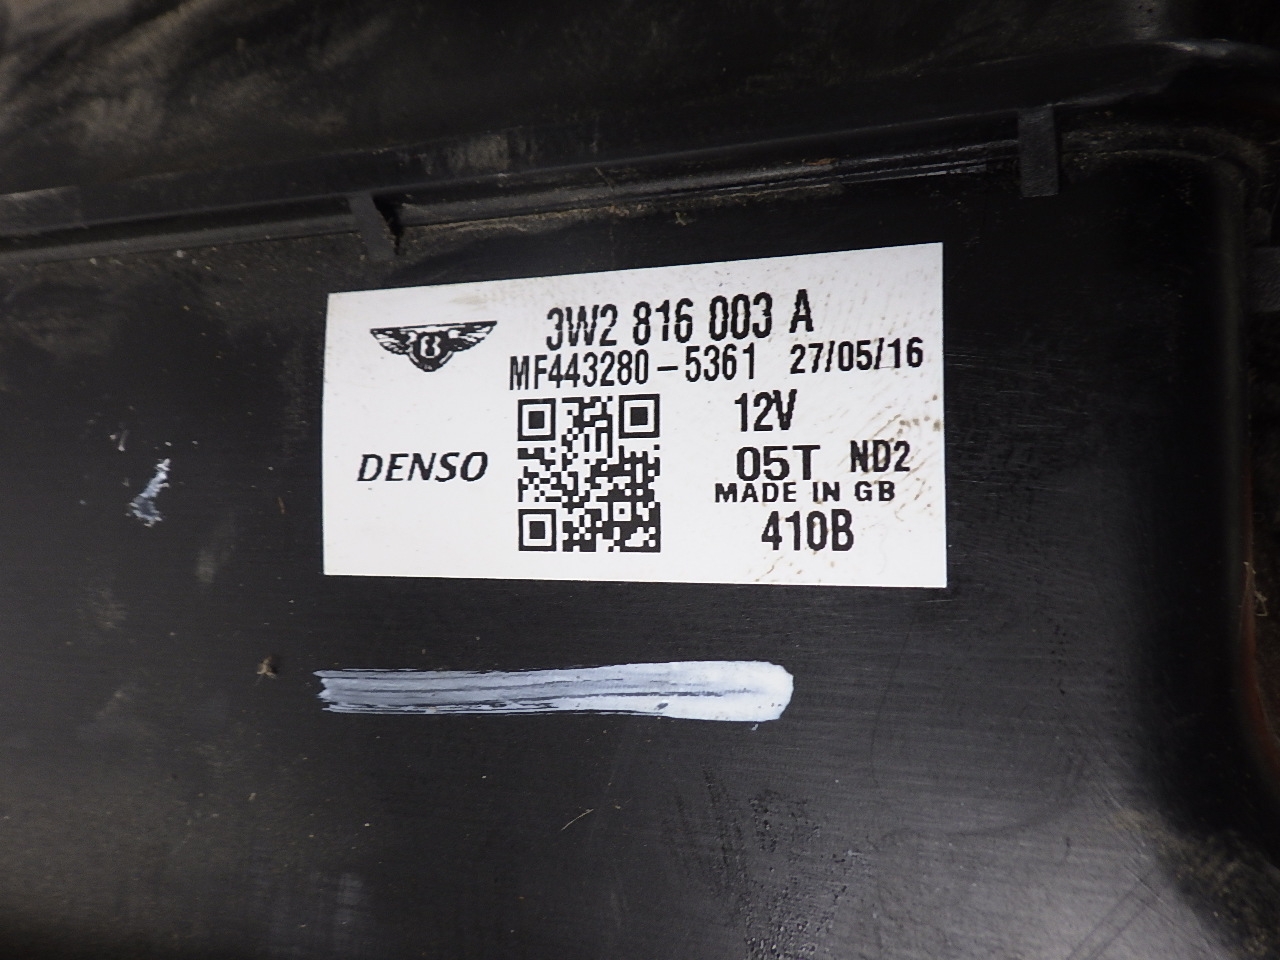 3W2 816 003 A
MF443280-5361 27/05/16
12V
DENSO
05T ND2
MADE IN GB
410B